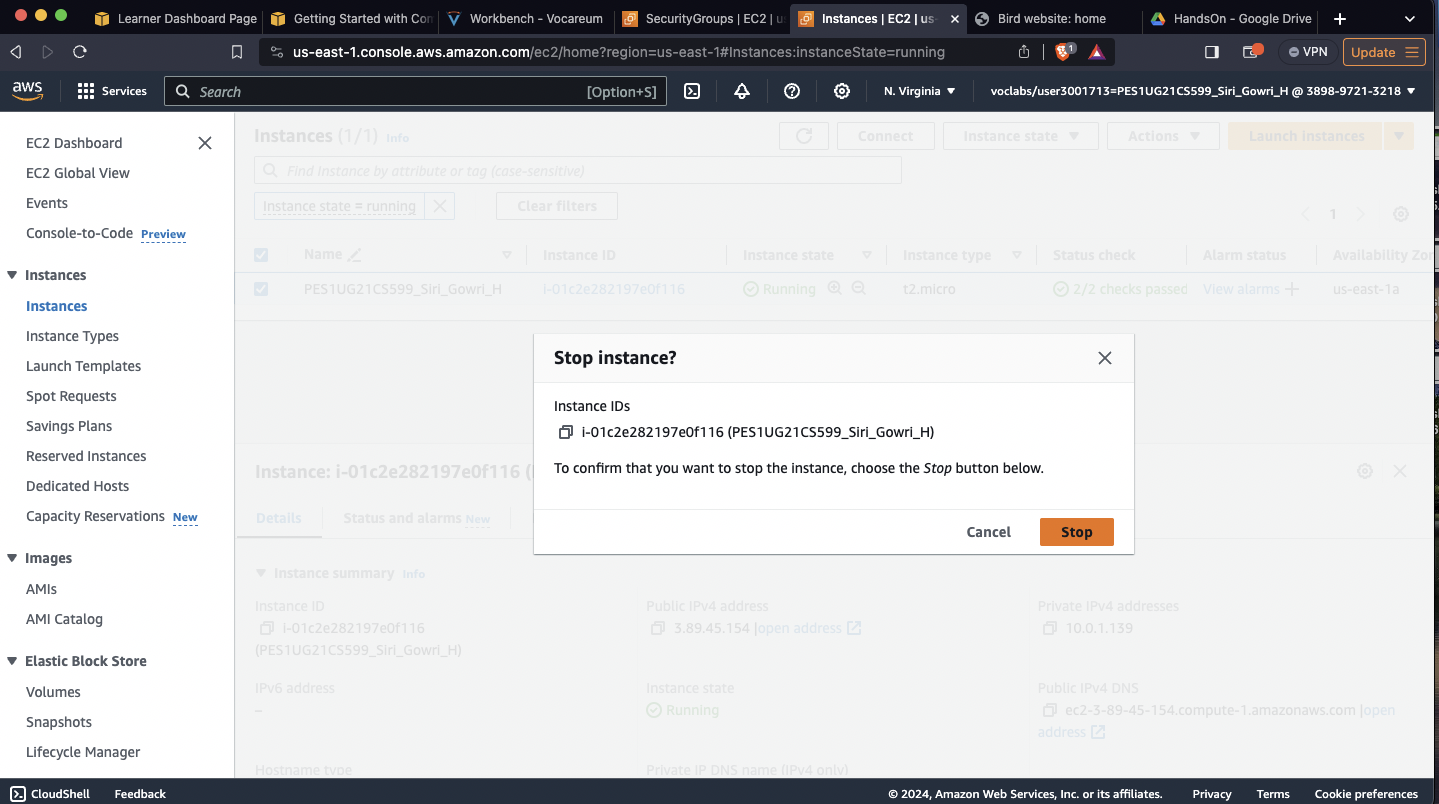 Learner Dashboard Page
Getting Started with Con
Workbench - Vocareum
SecurityGroups | EC2 | us
Instances | EC2 | us-
Bird website: home
HandsOn - Google Drive
us-east-1.console.aws.amazon.com/ec2/home?region=us-east-1#Instances:instanceState=running
1
VPN
Update
aws
Services
Search
[Option+S]
N. Virginia
voclabs/user3001713=PES1UG21CS599_Siri_Gowri_H @ 3898-9721-3218
EC2 Dashboard
EC2 Global View
Events
Console-to-Code Preview
Instances
Instances
Instance Types
Launch Templates
Spot Requests
Savings Plans
Reserved Instances
Dedicated Hosts
Capacity Reservations New
Images
AMIs
AMI Catalog
Elastic Block Store
Volumes
Snapshots
Lifecycle Manager
Instances (1/1) Info
Connect
Instance state
Actions
Launch instances
Find Instance by attribute or tag (case-sensitive)
Instance state = running
Clear filters
1
Name
Instance ID
Instance state
Instance type
Status check
Alarm status
Availability Zon
PES1UG21CS599_Siri_Gowri_H
i-01c2e282197e0f116
Running
t2.micro
2/2 checks passed
View alarms +
us-east-1a
Stop instance?
Instance IDs
i-01c2e282197e0f116 (PES1UG21CS599_Siri_Gowri_H)
To confirm that you want to stop the instance, choose the Stop button below.
Cancel
Stop
Instance: i-01c2e282197e0f116 (
Details
Status and alarms New
Instance summary Info
Instance ID
i-01c2e282197e0f116
(PES1UG21CS599_Siri_Gowri_H)
Public IPv4 address
3.89.45.154 |open address
Private IPv4 addresses
10.0.1.139
IPv6 address
–
Instance state
Running
Public IPv4 DNS
ec2-3-89-45-154.compute-1.amazonaws.com |open
address
Hostname type
Private IP DNS name (IPv4 only)
CloudShell
Feedback
© 2024, Amazon Web Services, Inc. or its affiliates.
Privacy
Terms
Cookie preferences